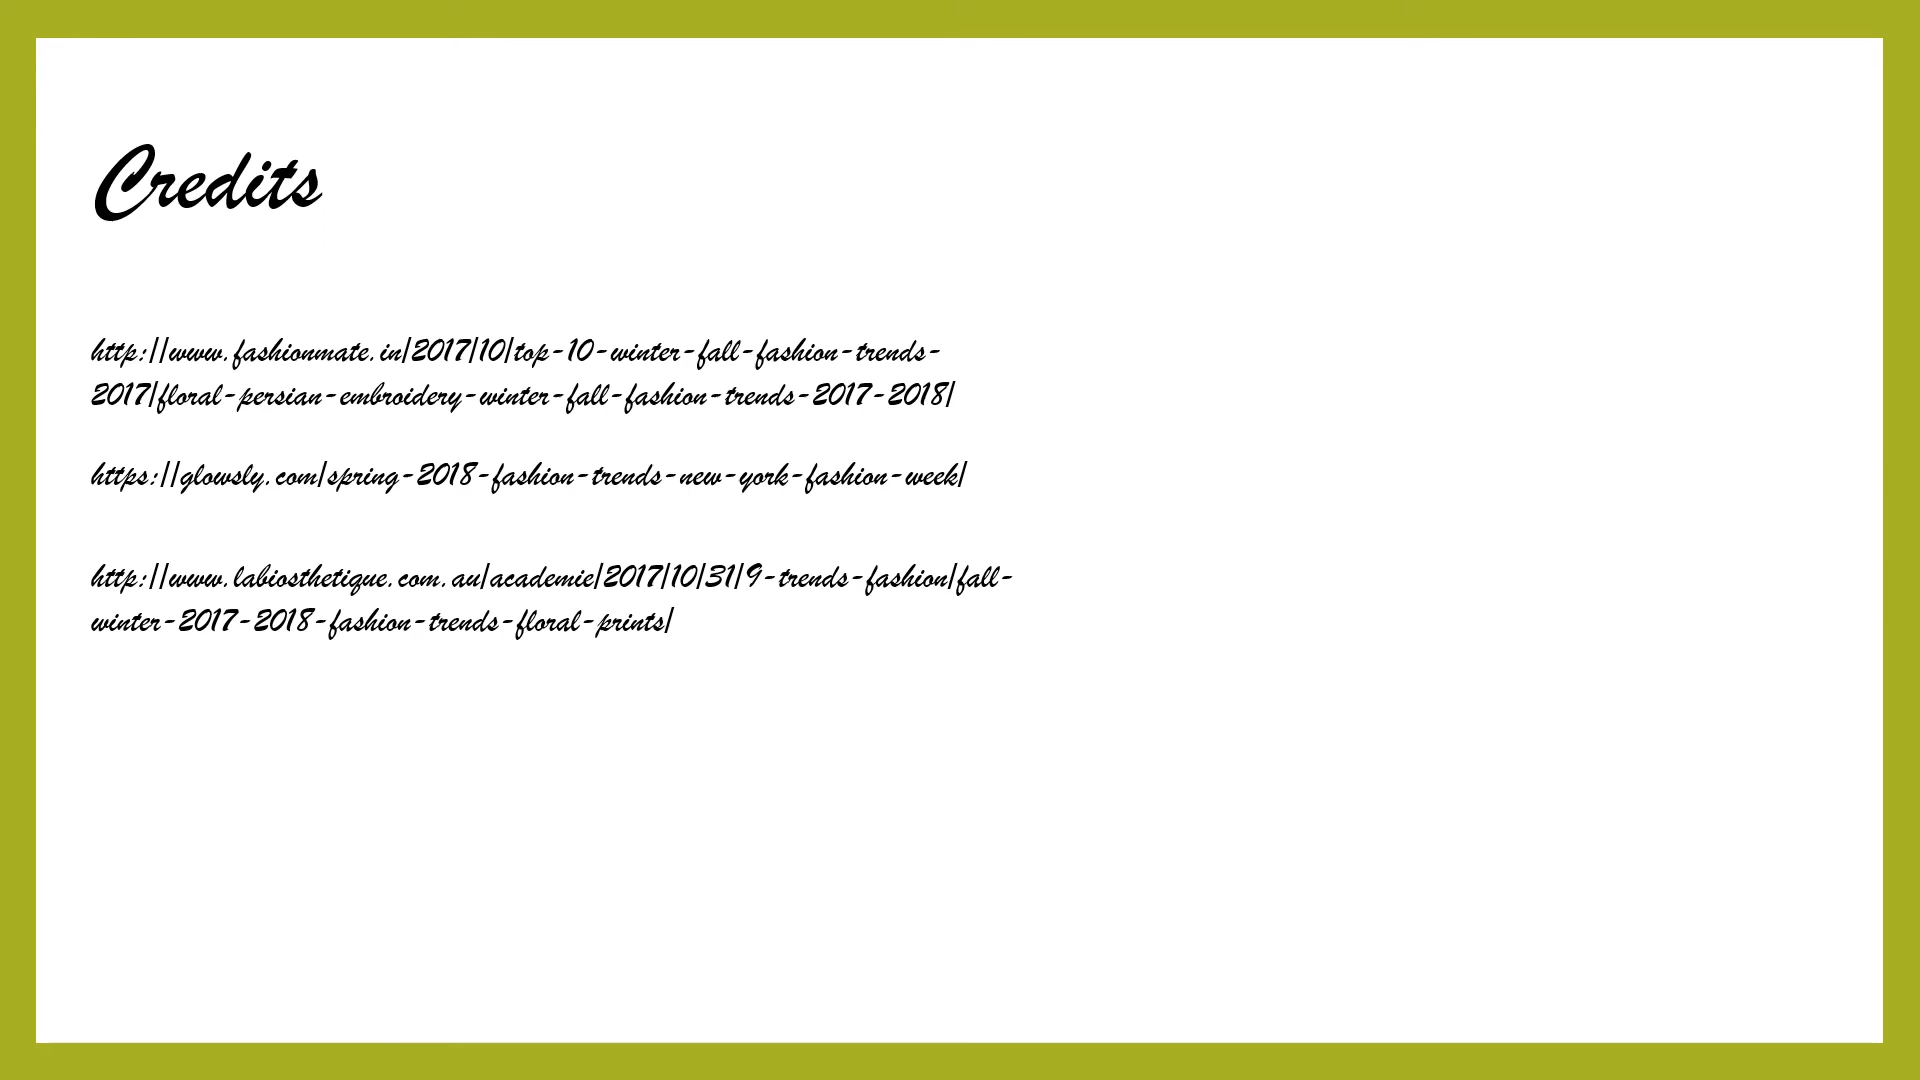 Credits
http://www.fashionmate.in/2017/10/top-10-winter-fall-fashion-trends-
2017/floral-persian-embroidery-winter-fall-fashion-trends-2017-2018/
https://glowsly.com/spring-2018-fashion-trends-new-york-fashion-week/
http://www.labiosthetique.com.au/academie/2017/10/31/9-trends-fashion/fall-
winter-2017-2018-fashion-trends-floral-prints/